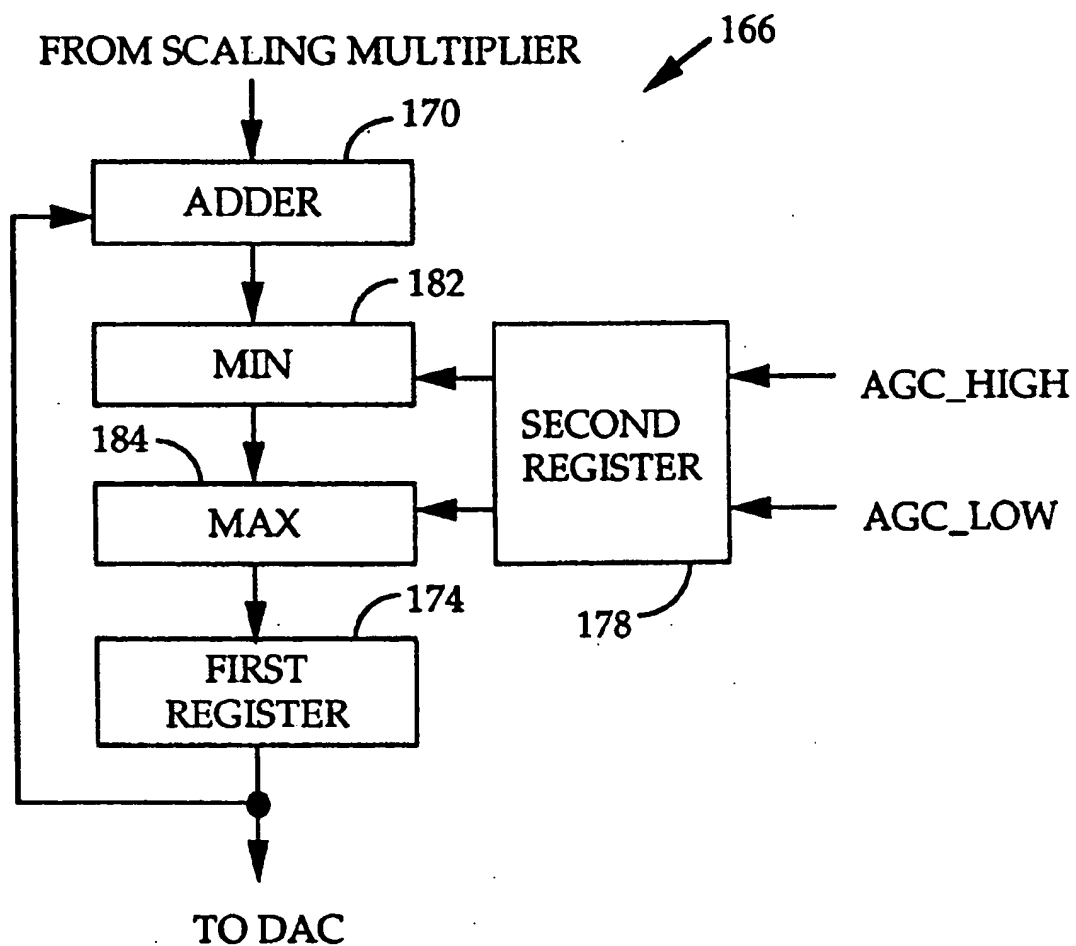 FROM SCALING MULTIPLIER
166
170
ADDER
182
MIN
AGC_HIGH
SECOND
REGISTER
184
MAX
AGC_LOW
174
178
FIRST
REGISTER
TO DAC